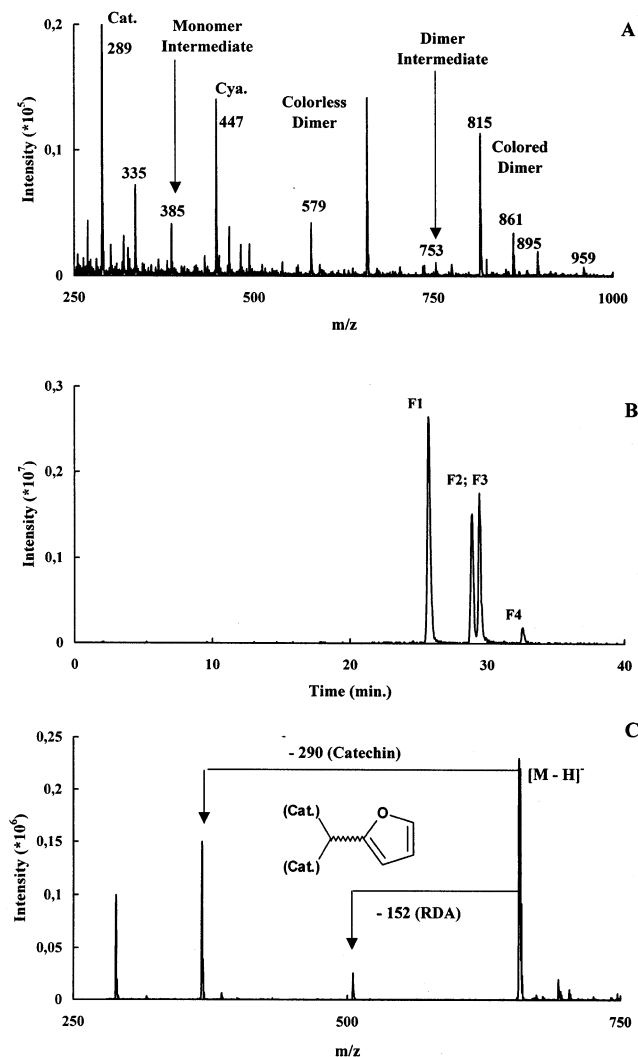 A
Intensity (*10⁵)
0,2
0,1
0
Cat.
289
Monomer
Intermediate
335
385
Cya.
447
Colorless
Dimer
579
Dimer
Intermediate
753
815
Colored
Dimer
861
895
959
250
500
750
1000
m/z
B
Intensity (*10⁷)
0,3
0,2
0,1
0
F1
F2; F3
F4
0
10
20
30
40
Time (min.)
C
Intensity (*10⁶)
0,25
0,2
0,15
0,1
0,05
0
- 290 (Catechin)
[M - H]⁻
(Cat.)
O
(Cat.)
- 152 (RDA)
250
500
750
m/z